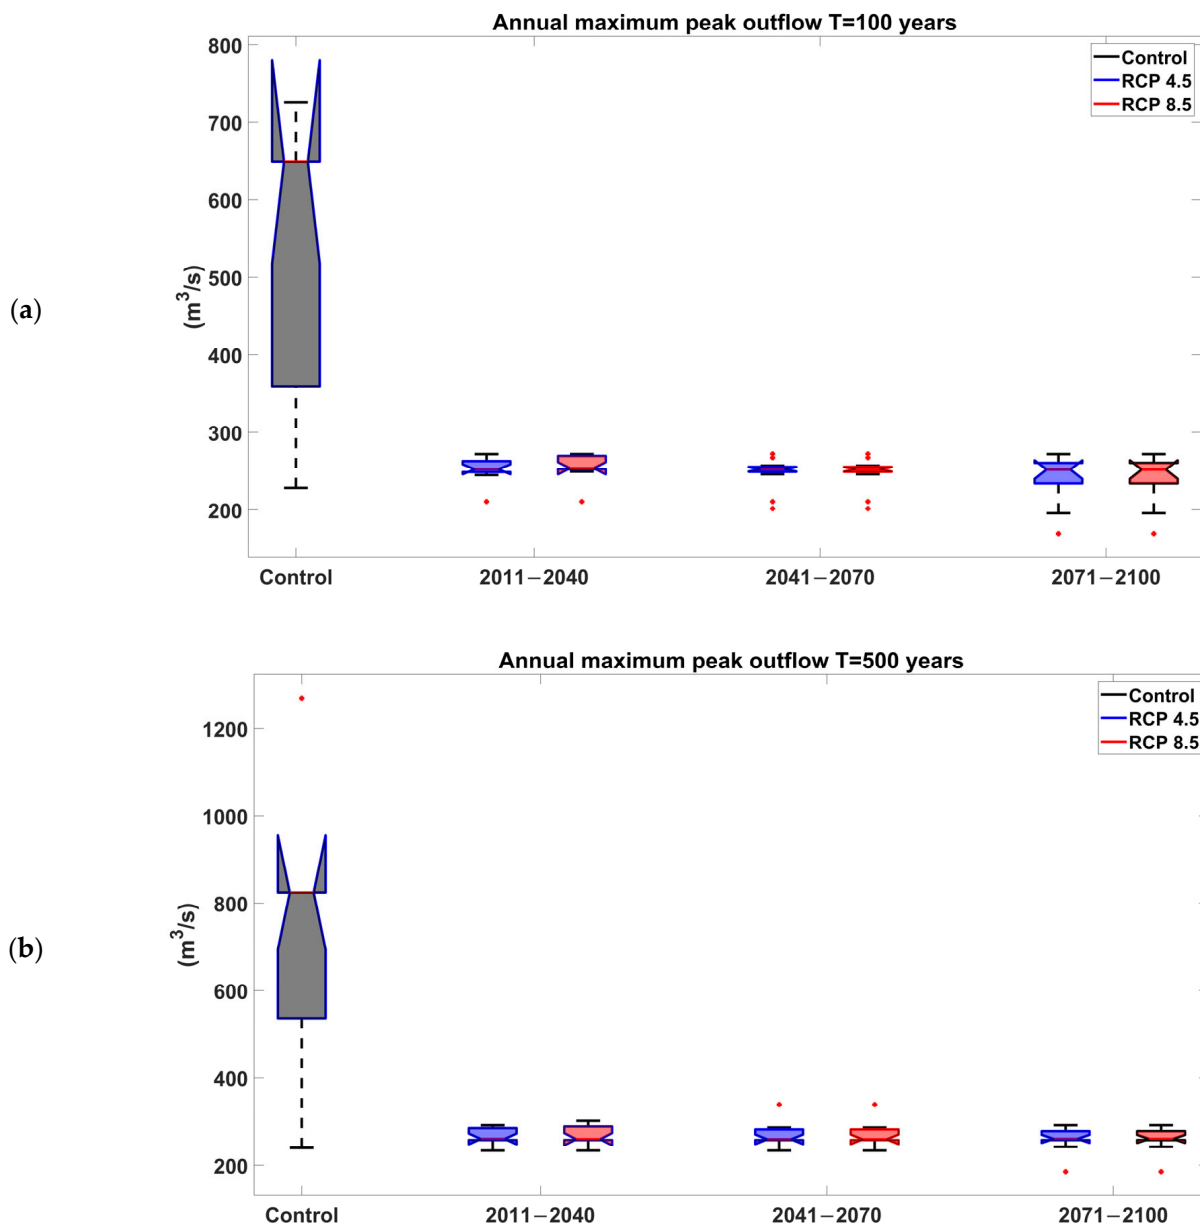 Annual maximum peak outflow T=100 years
800
700
600
500
400
300
200
(m³/s)
(a)
Control
RCP 4.5
RCP 8.5
Control 2011−2040 2041−2070 2071−2100
Annual maximum peak outflow T=500 years
1200
1000
800
600
400
200
(m³/s)
(b)
Control
RCP 4.5
RCP 8.5
Control 2011−2040 2041−2070 2071−2100